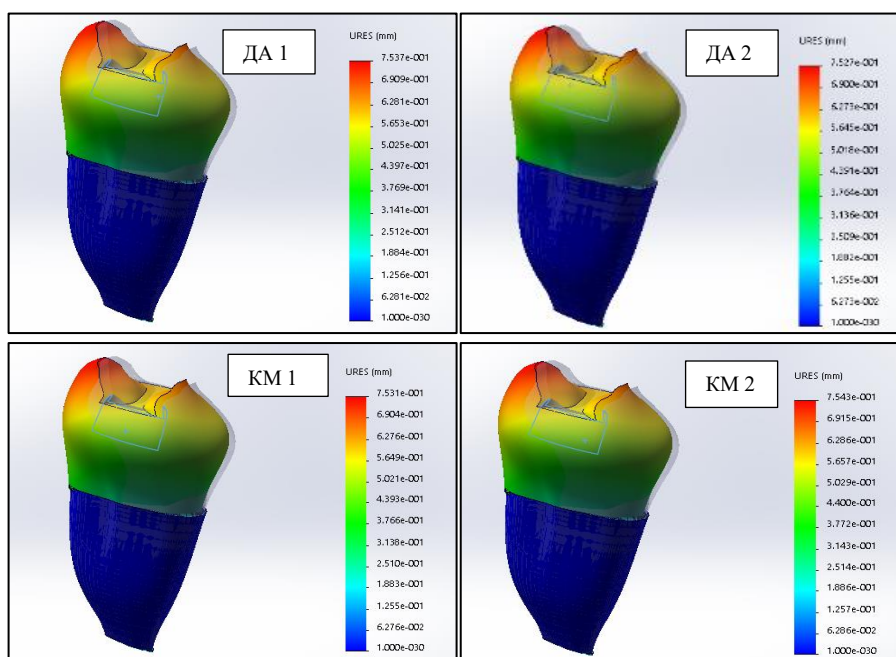 URES (mm)
ДА 1
7.537e-001
6.909e-001
6.281e-001
5.653e-001
5.025e-001
4.397e-001
3.769e-001
3.141e-001
2.512e-001
1.884e-001
1.256e-001
6.281e-002
1.000e-030
URES (mm)
ДА 2
7.527e-001
6.900e-001
6.273e-001
5.645e-001
5.018e-001
4.391e-001
3.764e-001
3.136e-001
2.509e-001
1.882e-001
1.255e-001
6.273e-002
1.000e-030
URES (mm)
КМ 1
7.531e-001
6.904e-001
6.276e-001
5.649e-001
5.021e-001
4.393e-001
3.766e-001
3.138e-001
2.510e-001
1.883e-001
1.255e-001
6.276e-002
1.000e-030
URES (mm)
КМ 2
7.543e-001
6.915e-001
6.286e-001
5.657e-001
5.029e-001
4.400e-001
3.772e-001
3.143e-001
2.514e-001
1.886e-001
1.257e-001
6.286e-002
1.000e-030